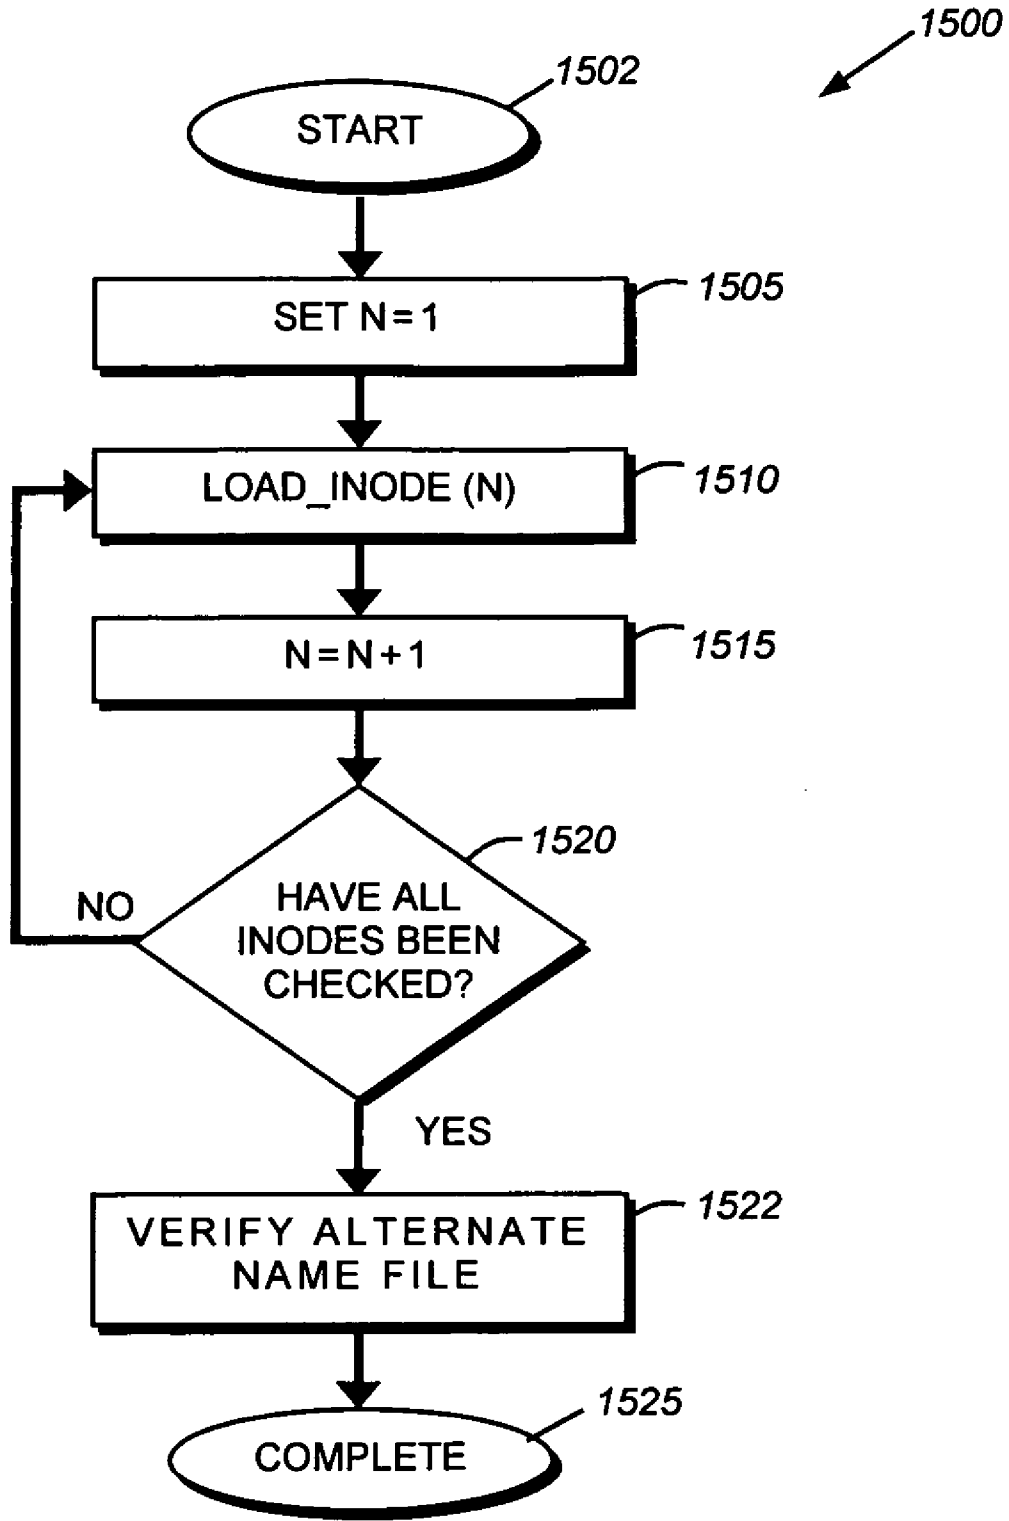 1500
1502
START
1505
SET N=1
1510
LOAD_INODE (N)
1515
N=N+1
1520
HAVE ALL
INODES BEEN
CHECKED?
NO
YES
1522
VERIFY ALTERNATE
NAME FILE
1525
COMPLETE